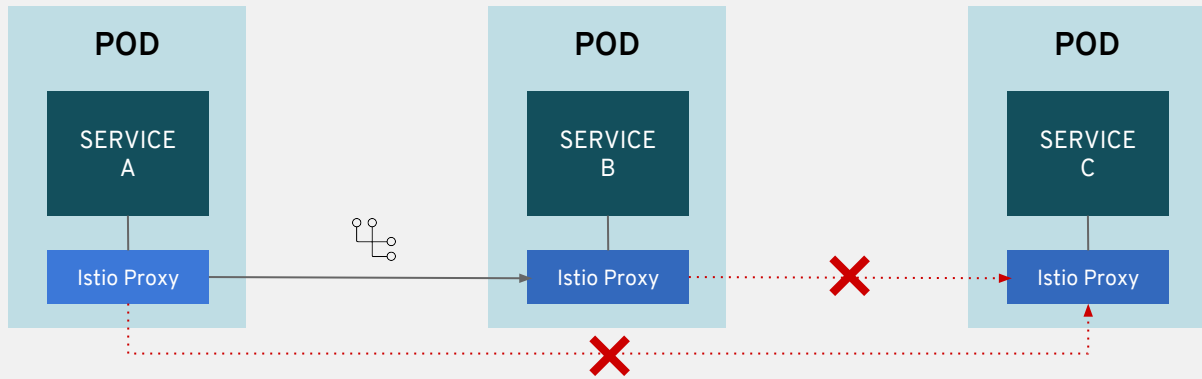 POD
POD
POD
SERVICE
A
SERVICE
B
SERVICE
C
Istio Proxy
Istio Proxy
Istio Proxy